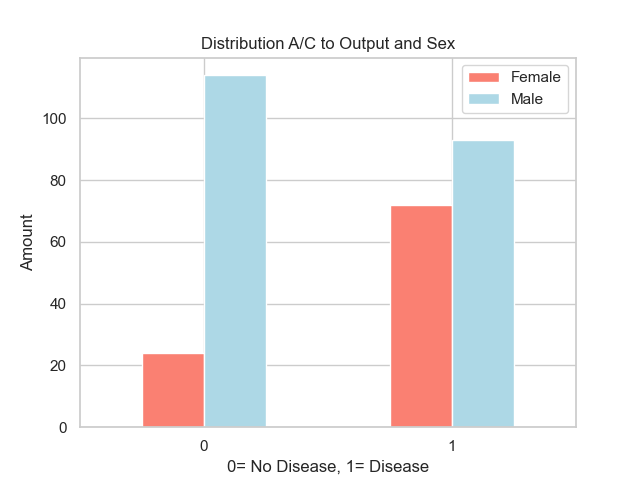 Distribution A/C to Output and Sex
Female
Male
100
80
60
40
20
0
Amount
0
1
0= No Disease, 1= Disease